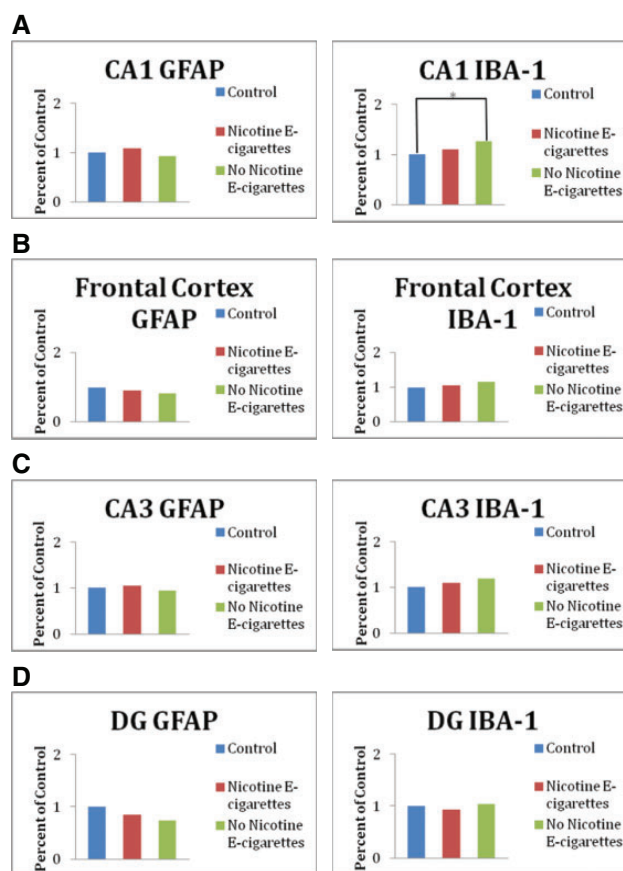 A
CA1 GFAP
Percent of Control
2
1
0
Control
Nicotine E-
cigarettes
No Nicotine
E-cigarettes
CA1 IBA-1
Percent of Control
2
1
0
*
Control
Nicotine E-
cigarettes
No Nicotine
E-cigarettes
B
Frontal Cortex
GFAP
Percent of Control
2
1
0
Control
Nicotine E-
cigarettes
No Nicotine
E-cigarettes
Frontal Cortex
IBA-1
Percent of Control
2
1
0
Control
Nicotine E-
cigarettes
No Nicotine
E-cigarettes
C
CA3 GFAP
Percent of Control
2
1
0
Control
Nicotine E-
cigarettes
No Nicotine
E-cigarettes
CA3 IBA-1
Percent of Control
2
1
0
Control
Nicotine E-
cigarettes
No Nicotine
E-cigarettes
D
DG GFAP
Percent of Control
2
1
0
Control
Nicotine E-
cigarettes
No Nicotine
E-cigarettes
DG IBA-1
Percent of Control
2
1
0
Control
Nicotine E-
cigarettes
No Nicotine
E-cigarettes